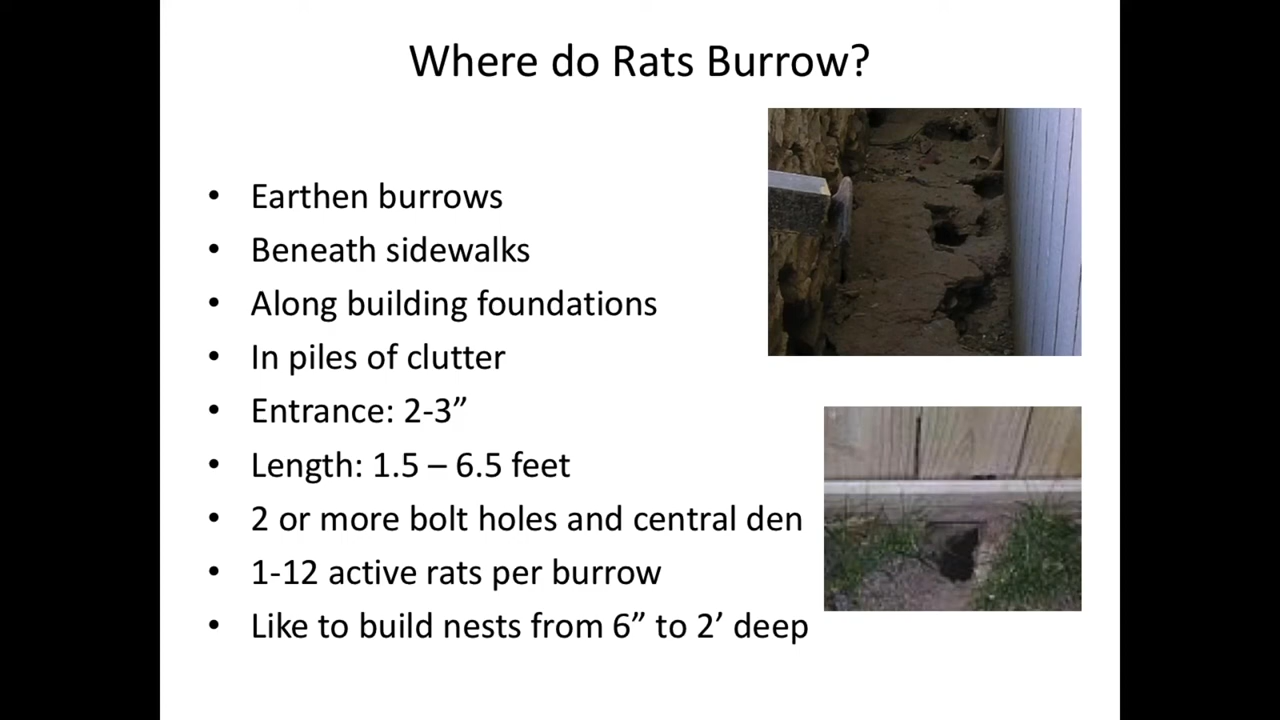 Where do Rats Burrow?
• Earthen burrows
• Beneath sidewalks
• Along building foundations
• In piles of clutter
• Entrance: 2-3”
• Length: 1.5 – 6.5 feet
• 2 or more bolt holes and central den
• 1-12 active rats per burrow
• Like to build nests from 6” to 2’ deep